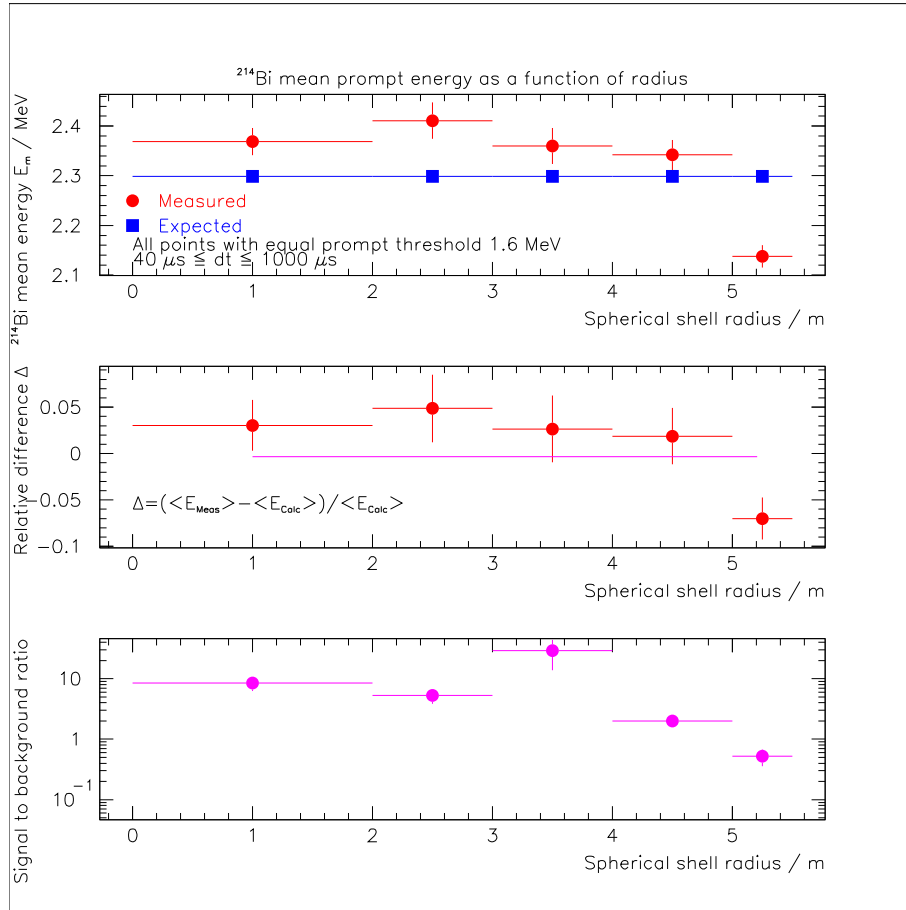 ²¹⁴Bi mean prompt energy as a function of radius
²¹⁴Bi mean energy Eₘ / MeV
2.4
2.3
2.2
2.1
Measured
Expected
All points with equal prompt threshold 1.6 MeV
40 μs ≤ dt ≤ 1000 μs
0 1 2 3 4 5
Spherical shell radius / m
Relative difference Δ
0.05
0
−0.05
−0.1
Δ=(<E_Meas>−<E_Calc>)/<E_Calc>
0 1 2 3 4 5
Spherical shell radius / m
Signal to background ratio
10
1
10⁻¹
0 1 2 3 4 5
Spherical shell radius / m